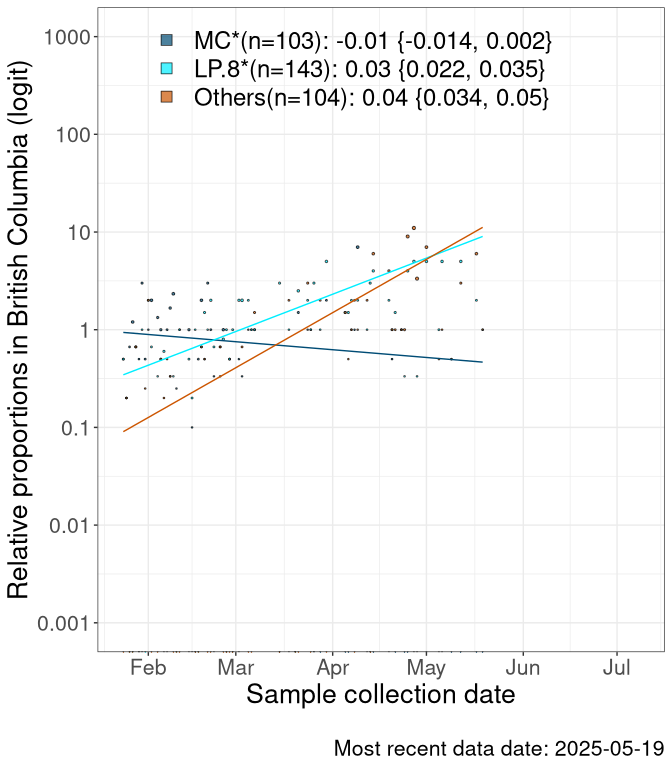 MC*(n=103): -0.01 {-0.014, 0.002}
LP.8*(n=143): 0.03 {0.022, 0.035}
Others(n=104): 0.04 {0.034, 0.05}
Relative proportions in British Columbia (logit)
1000
100
10
1
0.1
0.01
0.001
Feb Mar Apr May Jun Jul
Sample collection date
Most recent data date: 2025-05-19